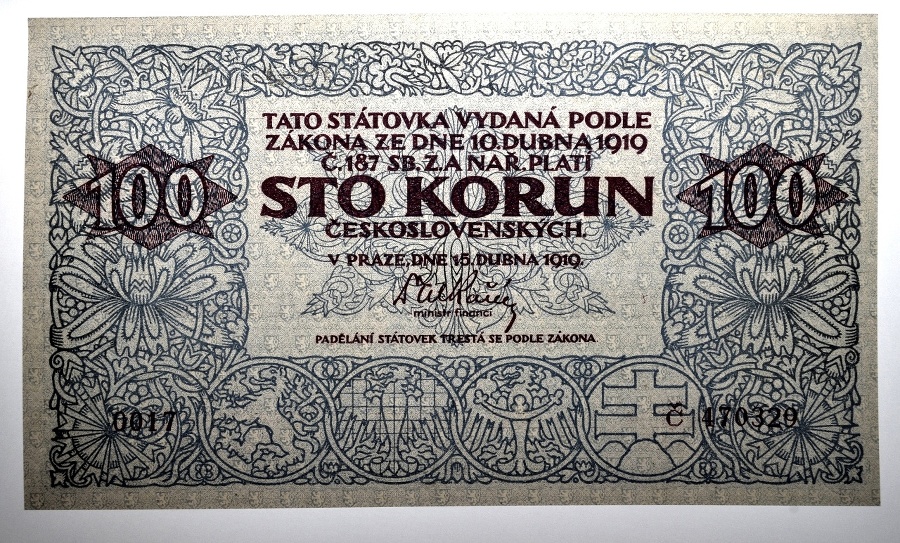 TATO STÁTOVKA VYDANÁ PODLE
ZÁKONA ZE DNE 10. DUBNA 1919
Č. 187 SB. Z. A NAŘ. PLATÍ
100 STO KORUN 100
ČESKOSLOVENSKÝCH.
V PRAZE, DNE 15. DUBNA 1919.
ministr financí
PADĚLÁNÍ STÁTOVEK TRESTÁ SE PODLE ZÁKONA
0017 Č 470329